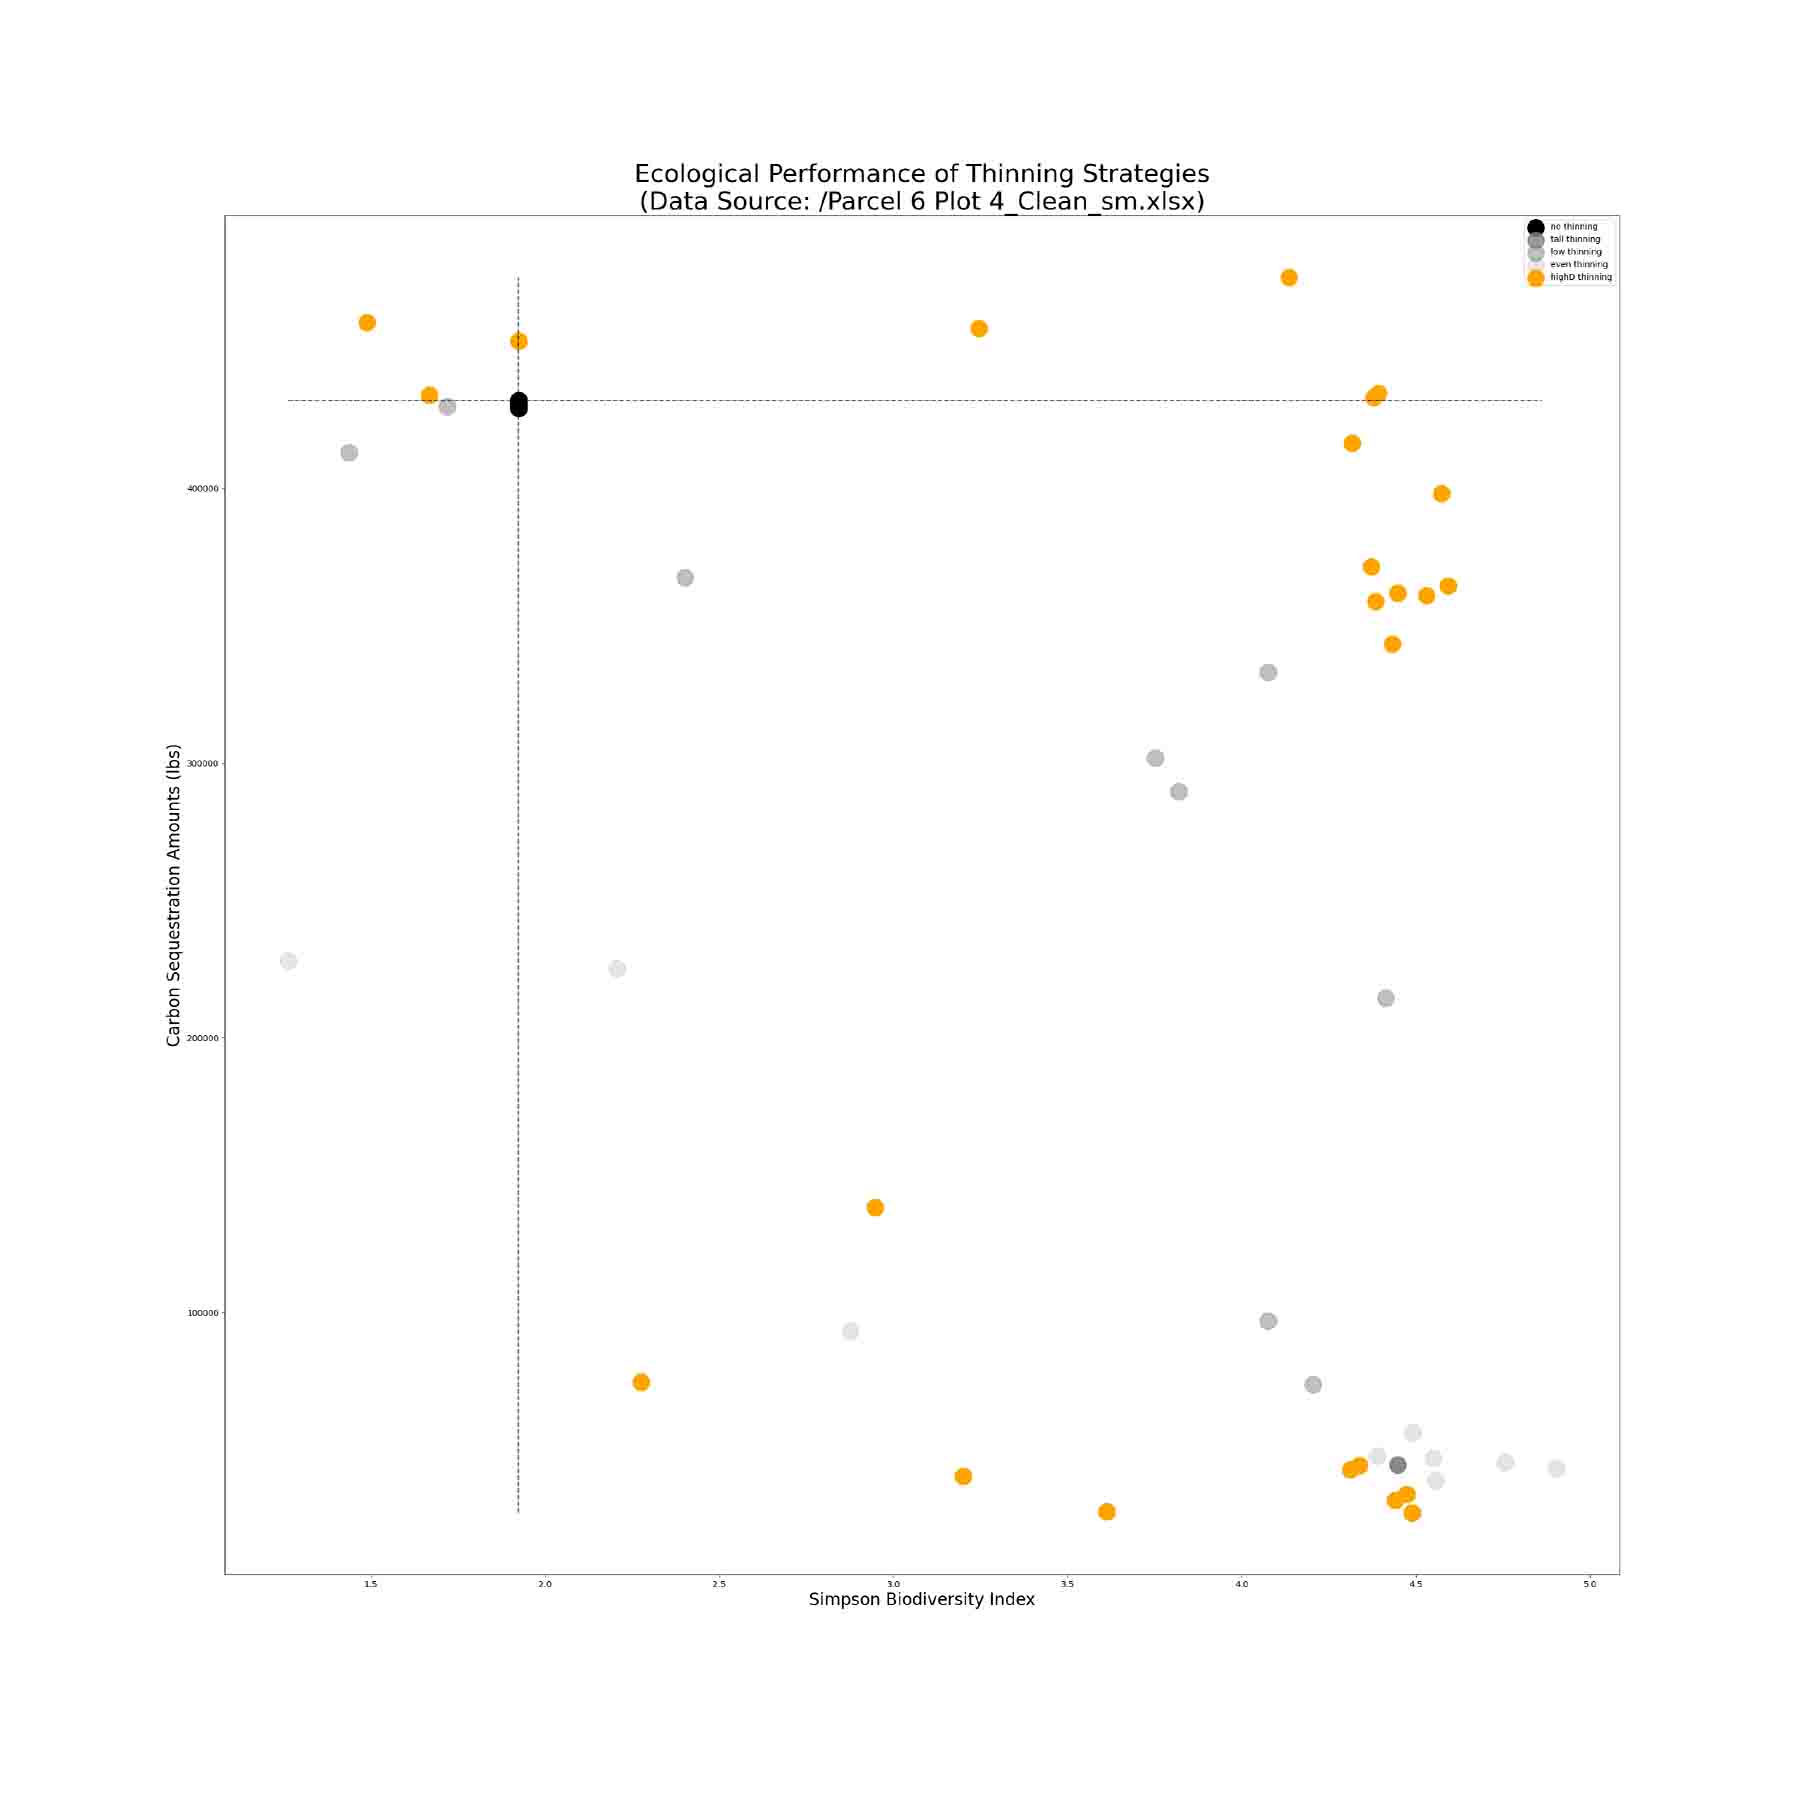 Ecological Performance of Thinning Strategies
(Data Source: /Parcel 6 Plot 4_Clean_sm.xlsx)
no thinning
tall thinning
low thinning
even thinning
highD thinning
Carbon Sequestration Amounts (lbs)
400000
300000
200000
100000
1.5 2.0 2.5 3.0 3.5 4.0 4.5 5.0
Simpson Biodiversity Index